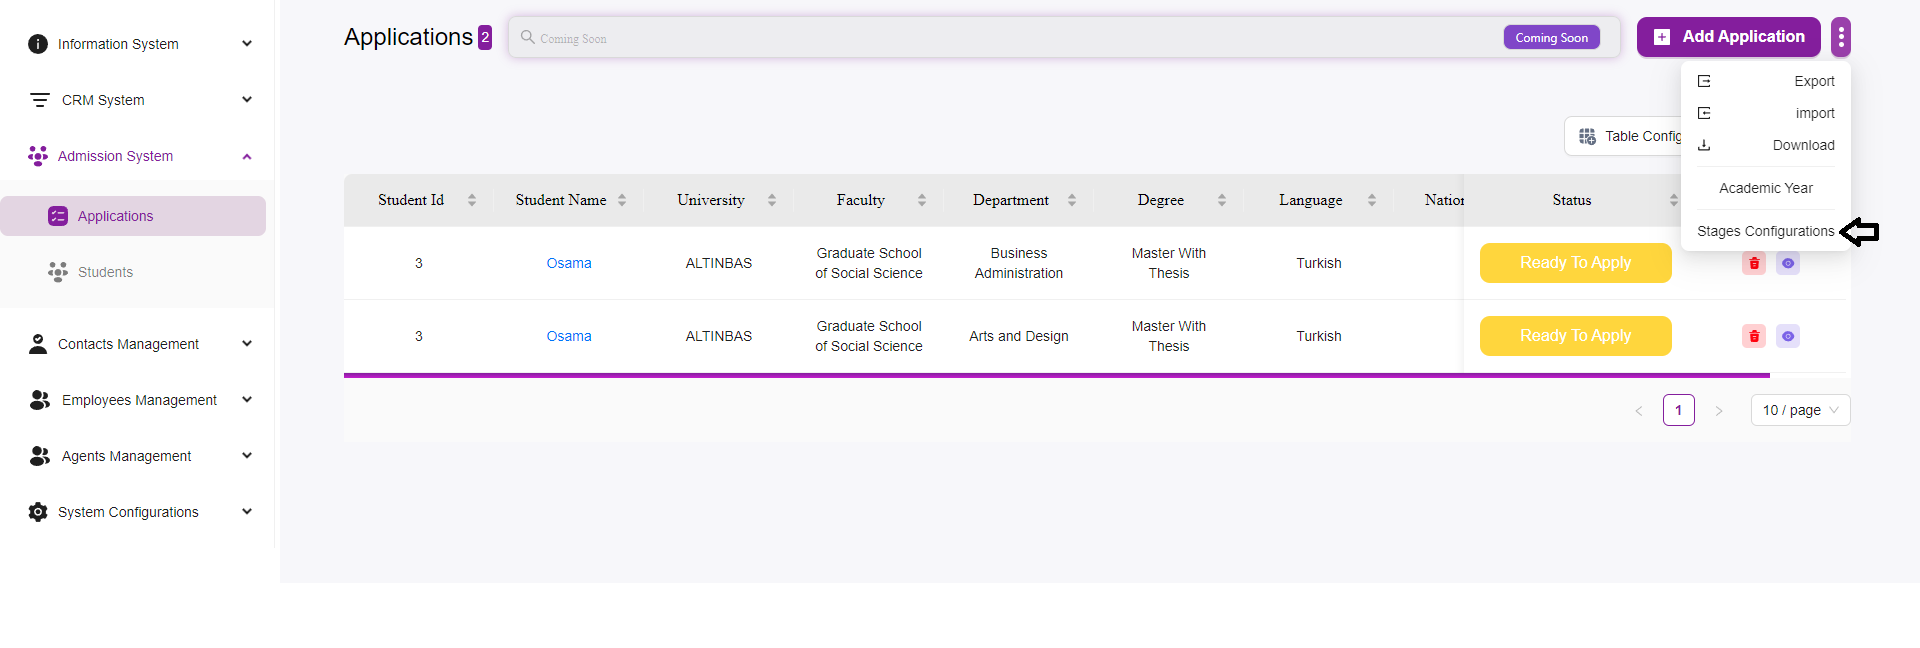 Information System
CRM System
Admission System
Applications
Students
Contacts Management
Employees Management
Agents Management
System Configurations
Applications 2
Coming Soon
Coming Soon
Add Application
Export
import
Download
Academic Year
Stages Configurations
Table Config
Student Id Student Name University Faculty Department Degree Language Nation Status
3 Osama ALTINBAS Graduate School of Social Science Business Administration Master With Thesis Turkish Ready To Apply
3 Osama ALTINBAS Graduate School of Social Science Arts and Design Master With Thesis Turkish Ready To Apply
< 1 > 10 / page